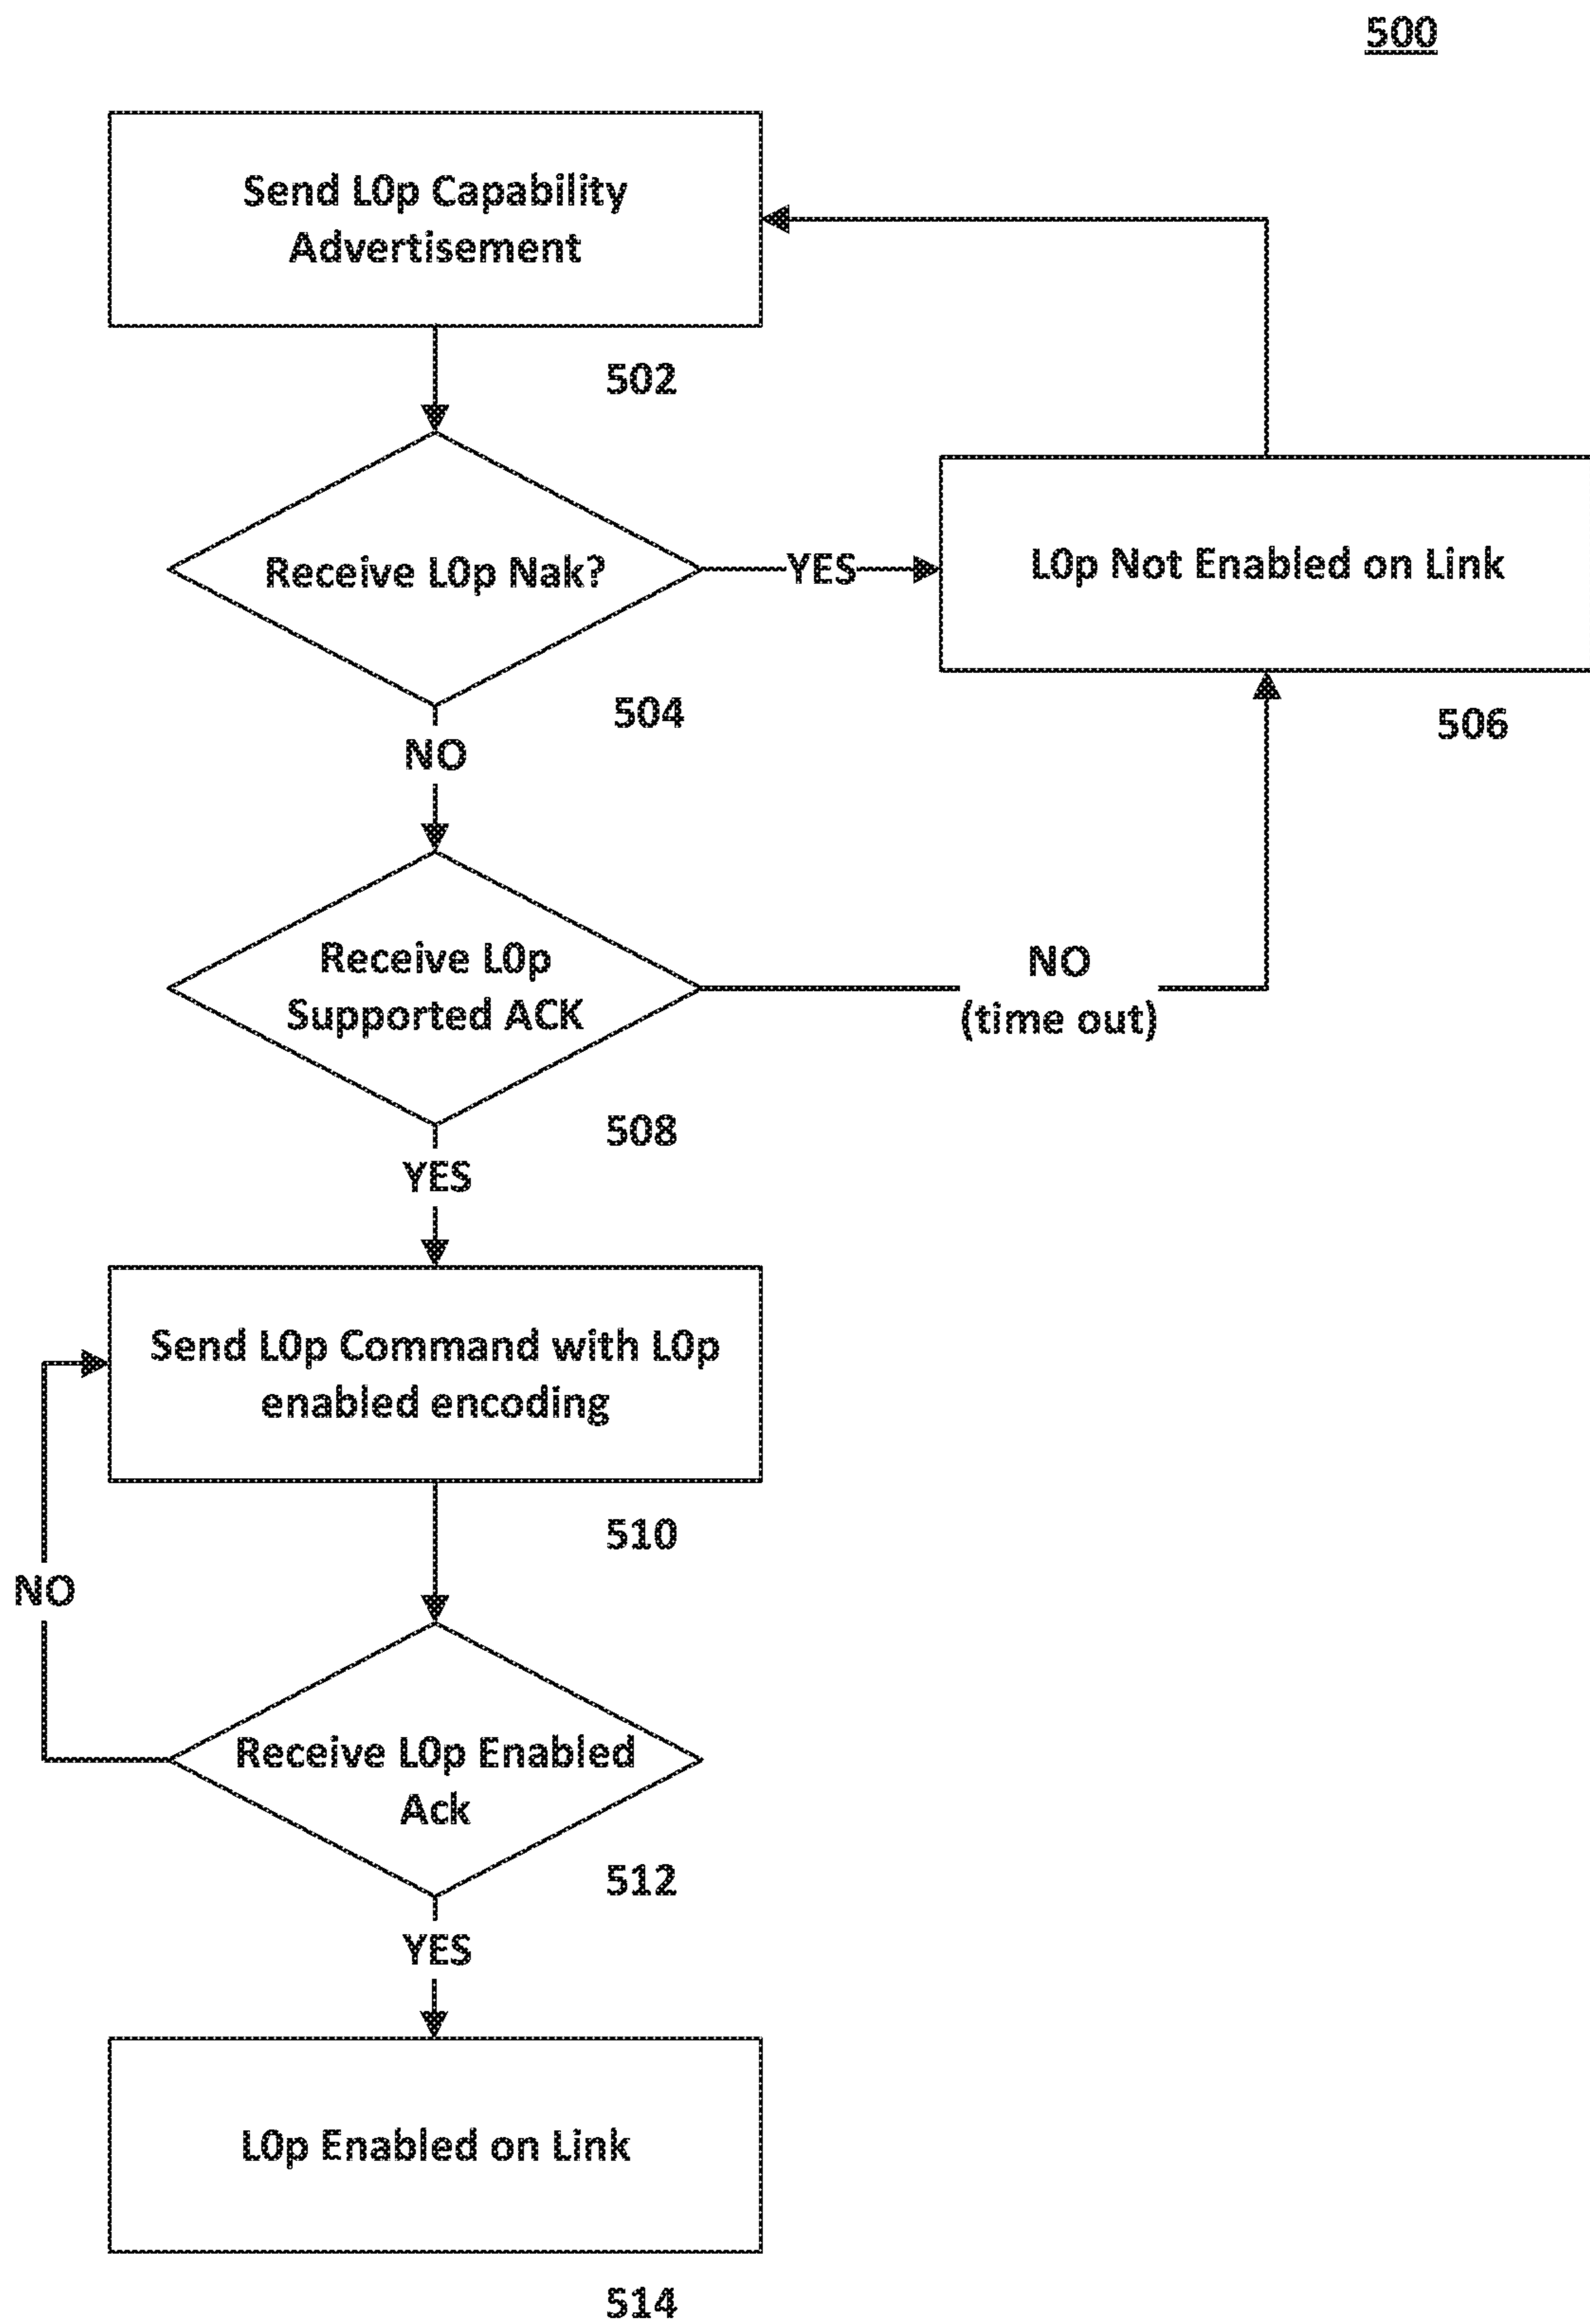 500
Send L0p Capability
Advertisement
502
Receive L0p Nak?
YES
L0p Not Enabled on Link
504
506
NO
Receive L0p
Supported ACK
NO
(time out)
508
YES
Send L0p Command with L0p
enabled encoding
510
NO
Receive L0p Enabled
Ack
512
YES
L0p Enabled on Link
514